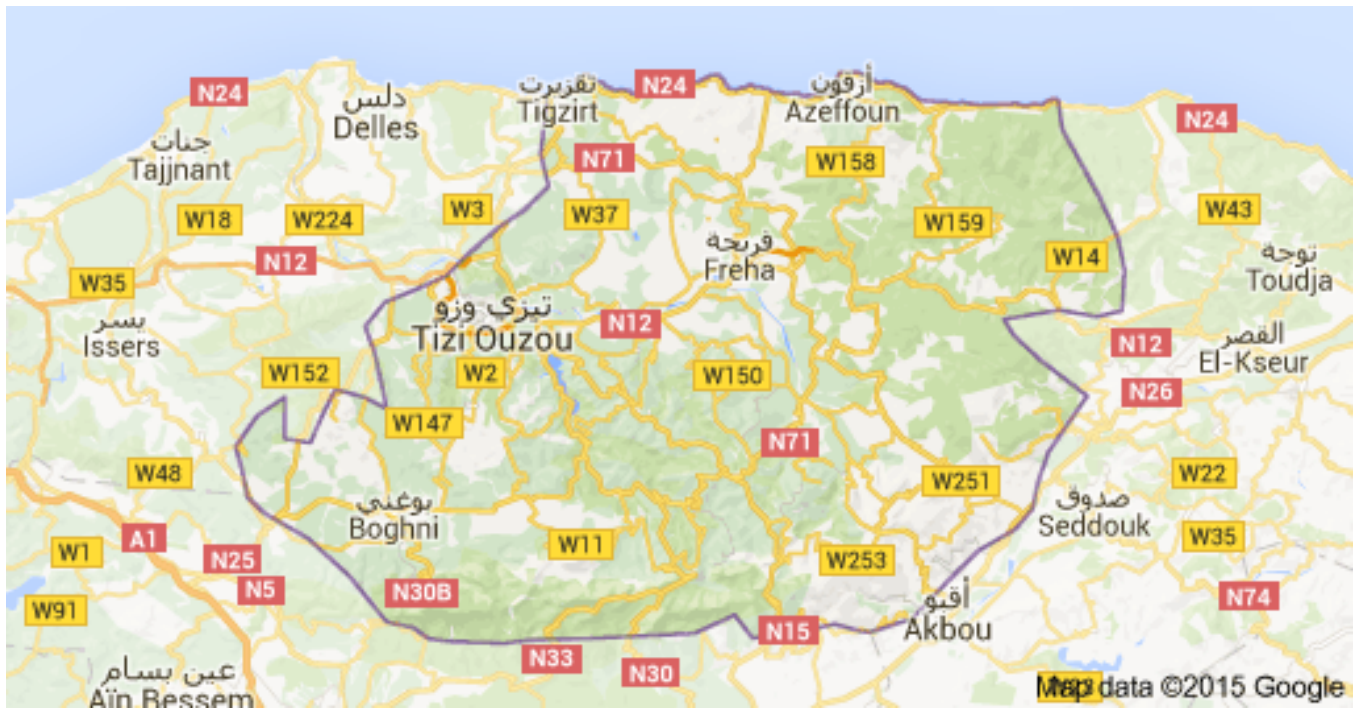 N24
دلس
Delles
تقزيرت
Tigzirt
N24
أزفون
Azeffoun
N24
جنات
Tajjnant
N71
W158
W18
W224
W3
W37
W159
W43
N12
فريحة
Freha
W14
توجة
Toudja
W35
يسر
Issers
تيزي وزو
Tizi Ouzou
N12
N12
القصر
El-Kseur
W152
W2
W150
N26
W147
N71
W48
W251
W22
بوغني
Boghni
صدوق
Seddouk
A1
W1
W11
W35
N25
W253
N5
N30B
N74
W91
أقبو
Akbou
N15
عين بسام
Aïn Bessem
N33
N30
Map data ©2015 Google